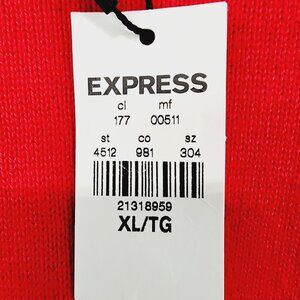 EXPRESS
cl mf
177 00511
st co sz
4512 981 304
21318959
XL/TG